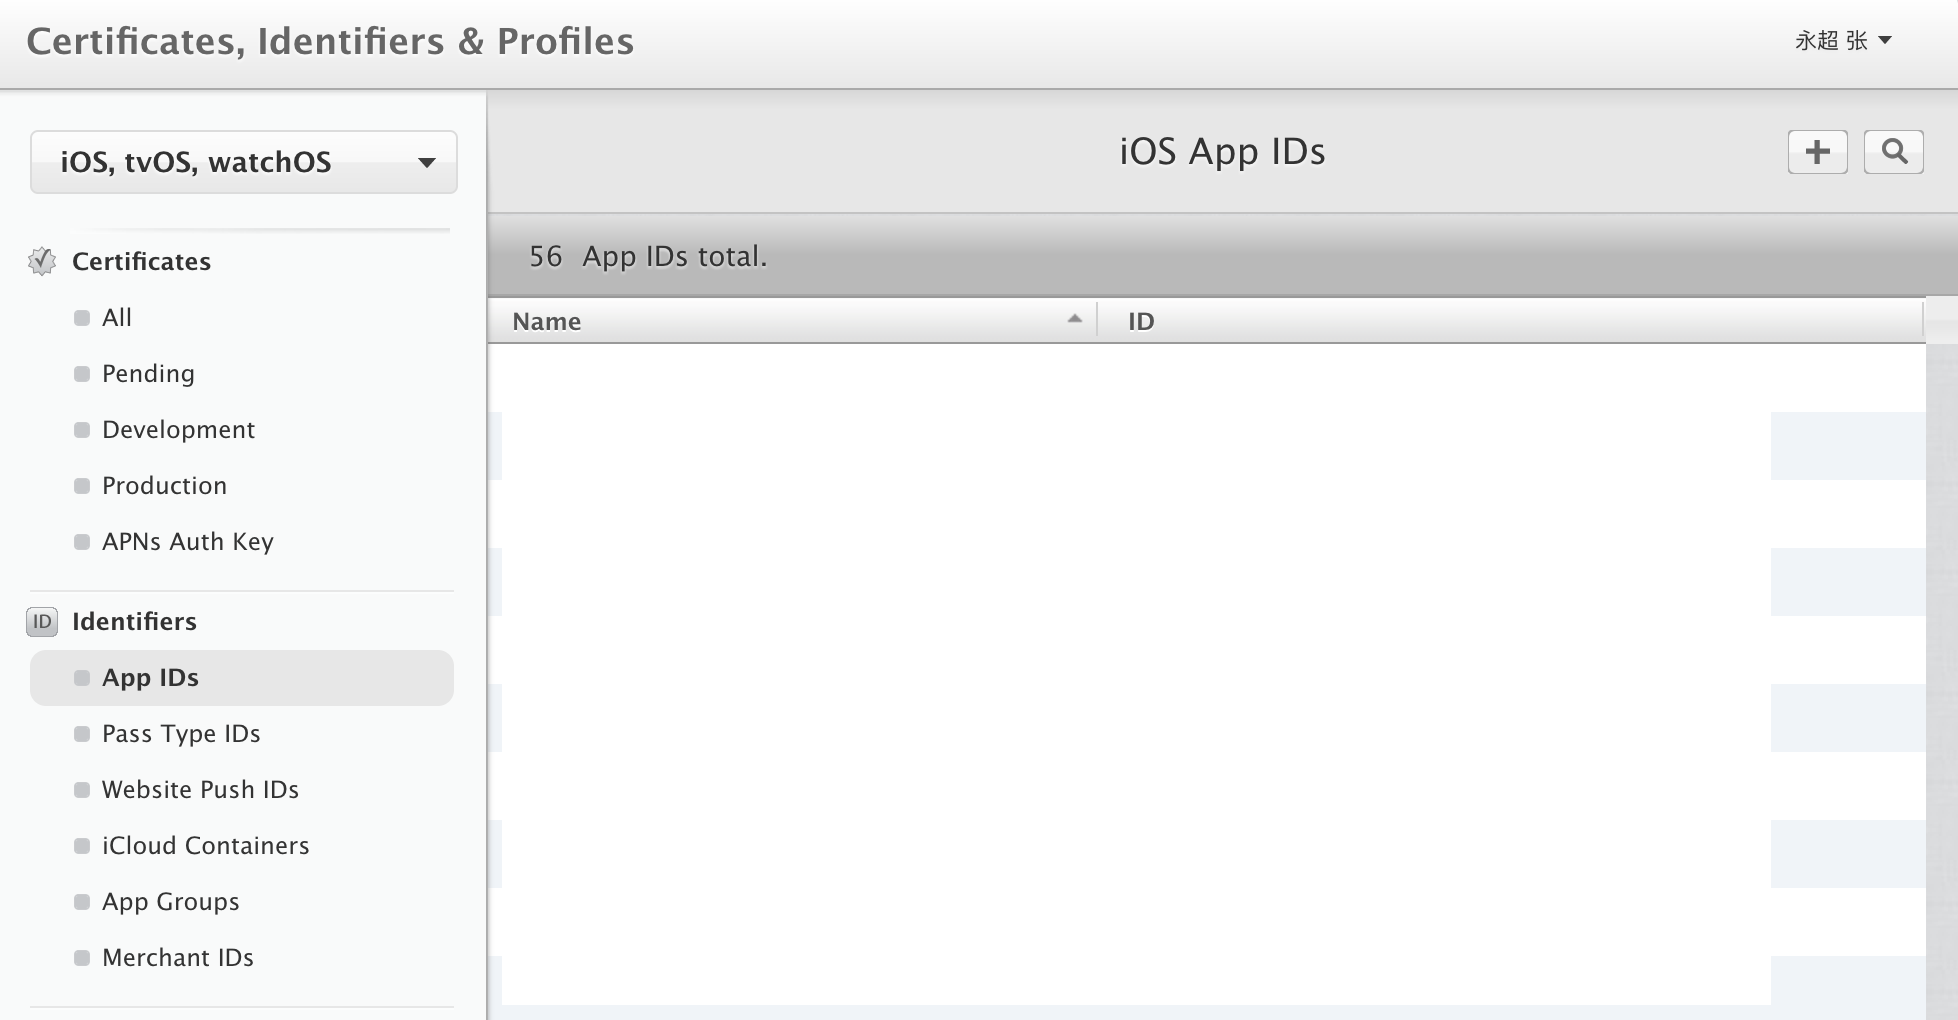 Certificates, Identifiers & Profiles
永超 张
iOS, tvOS, watchOS
Certificates
All
Pending
Development
Production
APNs Auth Key
ID Identifiers
App IDs
Pass Type IDs
Website Push IDs
iCloud Containers
App Groups
Merchant IDs
iOS App IDs
56 App IDs total.
Name ID